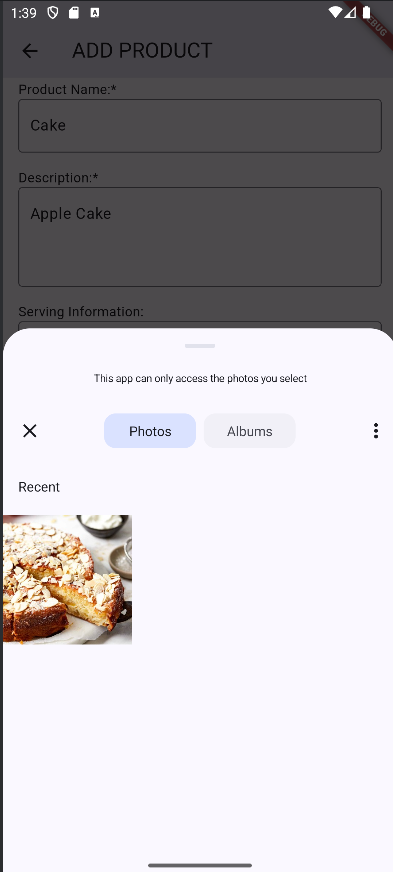 1:39
A
BUG
ADD PRODUCT
Product Name:*
Cake
Description:*
Apple Cake
Serving Information:
This app can only access the photos you select
Photos
Albums
Recent